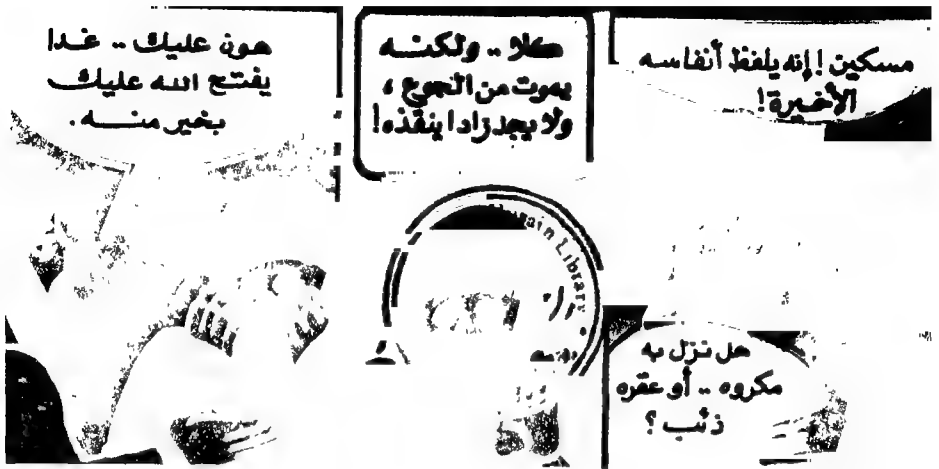 مسكين! إنه يلفظ أنفاسه
الأخيرة!
هل نزل به
مكروه .. أو عقره
ذئب؟
كلا .. ولكنه
يموت من الجوع،
ولا يجد زادا ينقذه!
هون عليك .. غدا
يفتح الله عليك
بخير منه.
Library